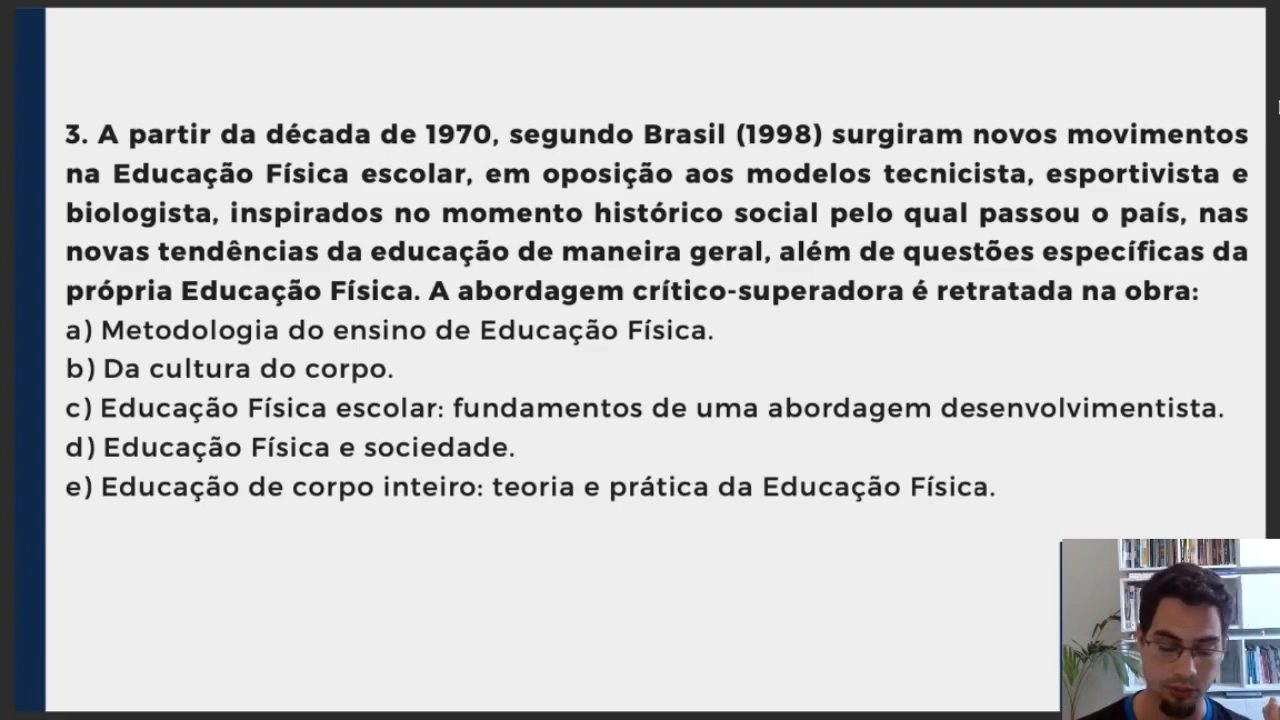 3. A partir da década de 1970, segundo Brasil (1998) surgiram novos movimentos
na Educação Física escolar, em oposição aos modelos tecnicista, esportivista e
biologista, inspirados no momento histórico social pelo qual passou o país, nas
novas tendências da educação de maneira geral, além de questões específicas da
própria Educação Física. A abordagem crítico-superadora é retratada na obra:
a) Metodologia do ensino de Educação Física.
b) Da cultura do corpo.
c) Educação Física escolar: fundamentos de uma abordagem desenvolvimentista.
d) Educação Física e sociedade.
e) Educação de corpo inteiro: teoria e prática da Educação Física.